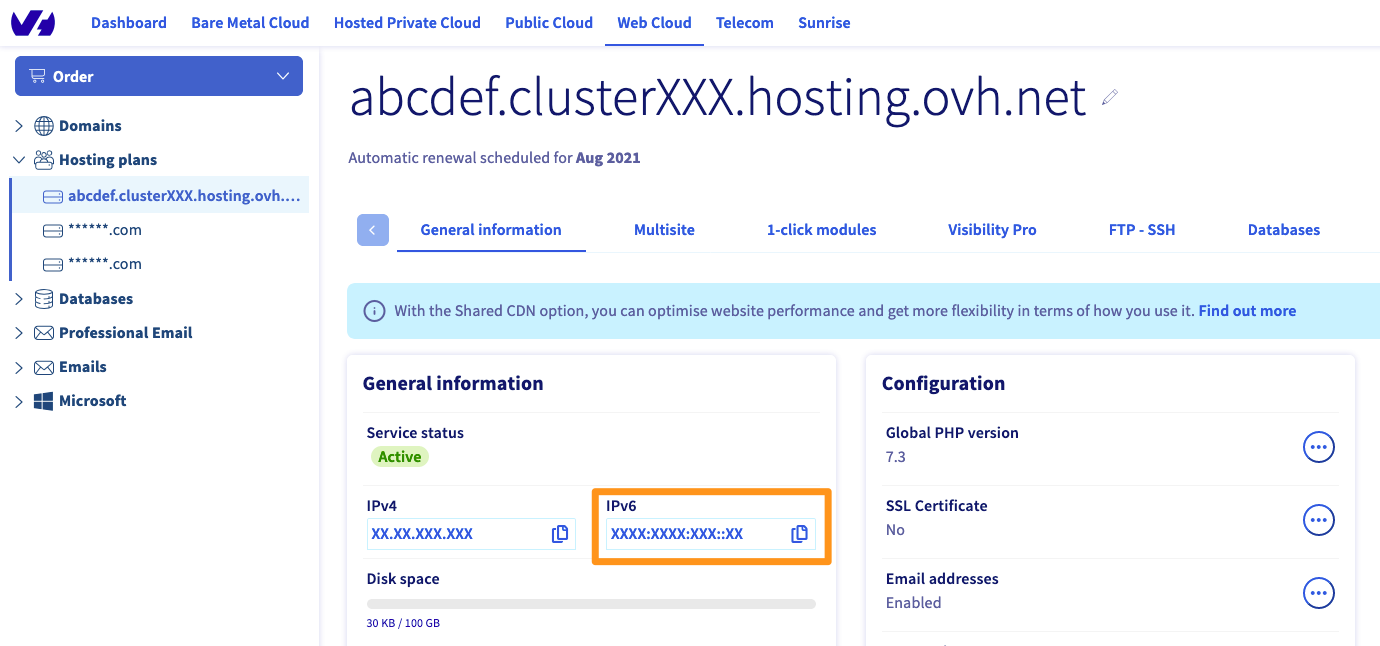 Dashboard Bare Metal Cloud Hosted Private Cloud Public Cloud Web Cloud Telecom Sunrise
Order
Domains
Hosting plans
abcdef.clusterXXX.hosting.ovh....
******.com
******.com
Databases
Professional Email
Emails
Microsoft
abcdef.clusterXXX.hosting.ovh.net
Automatic renewal scheduled for Aug 2021
General information Multisite 1-click modules Visibility Pro FTP - SSH Databases
With the Shared CDN option, you can optimise website performance and get more flexibility in terms of how you use it. Find out more
General information
Service status
Active
IPv4
XX.XX.XXX.XXX
IPv6
XXXX:XXXX:XXX::XX
Disk space
30 KB / 100 GB
Configuration
Global PHP version
7.3
SSL Certificate
No
Email addresses
Enabled